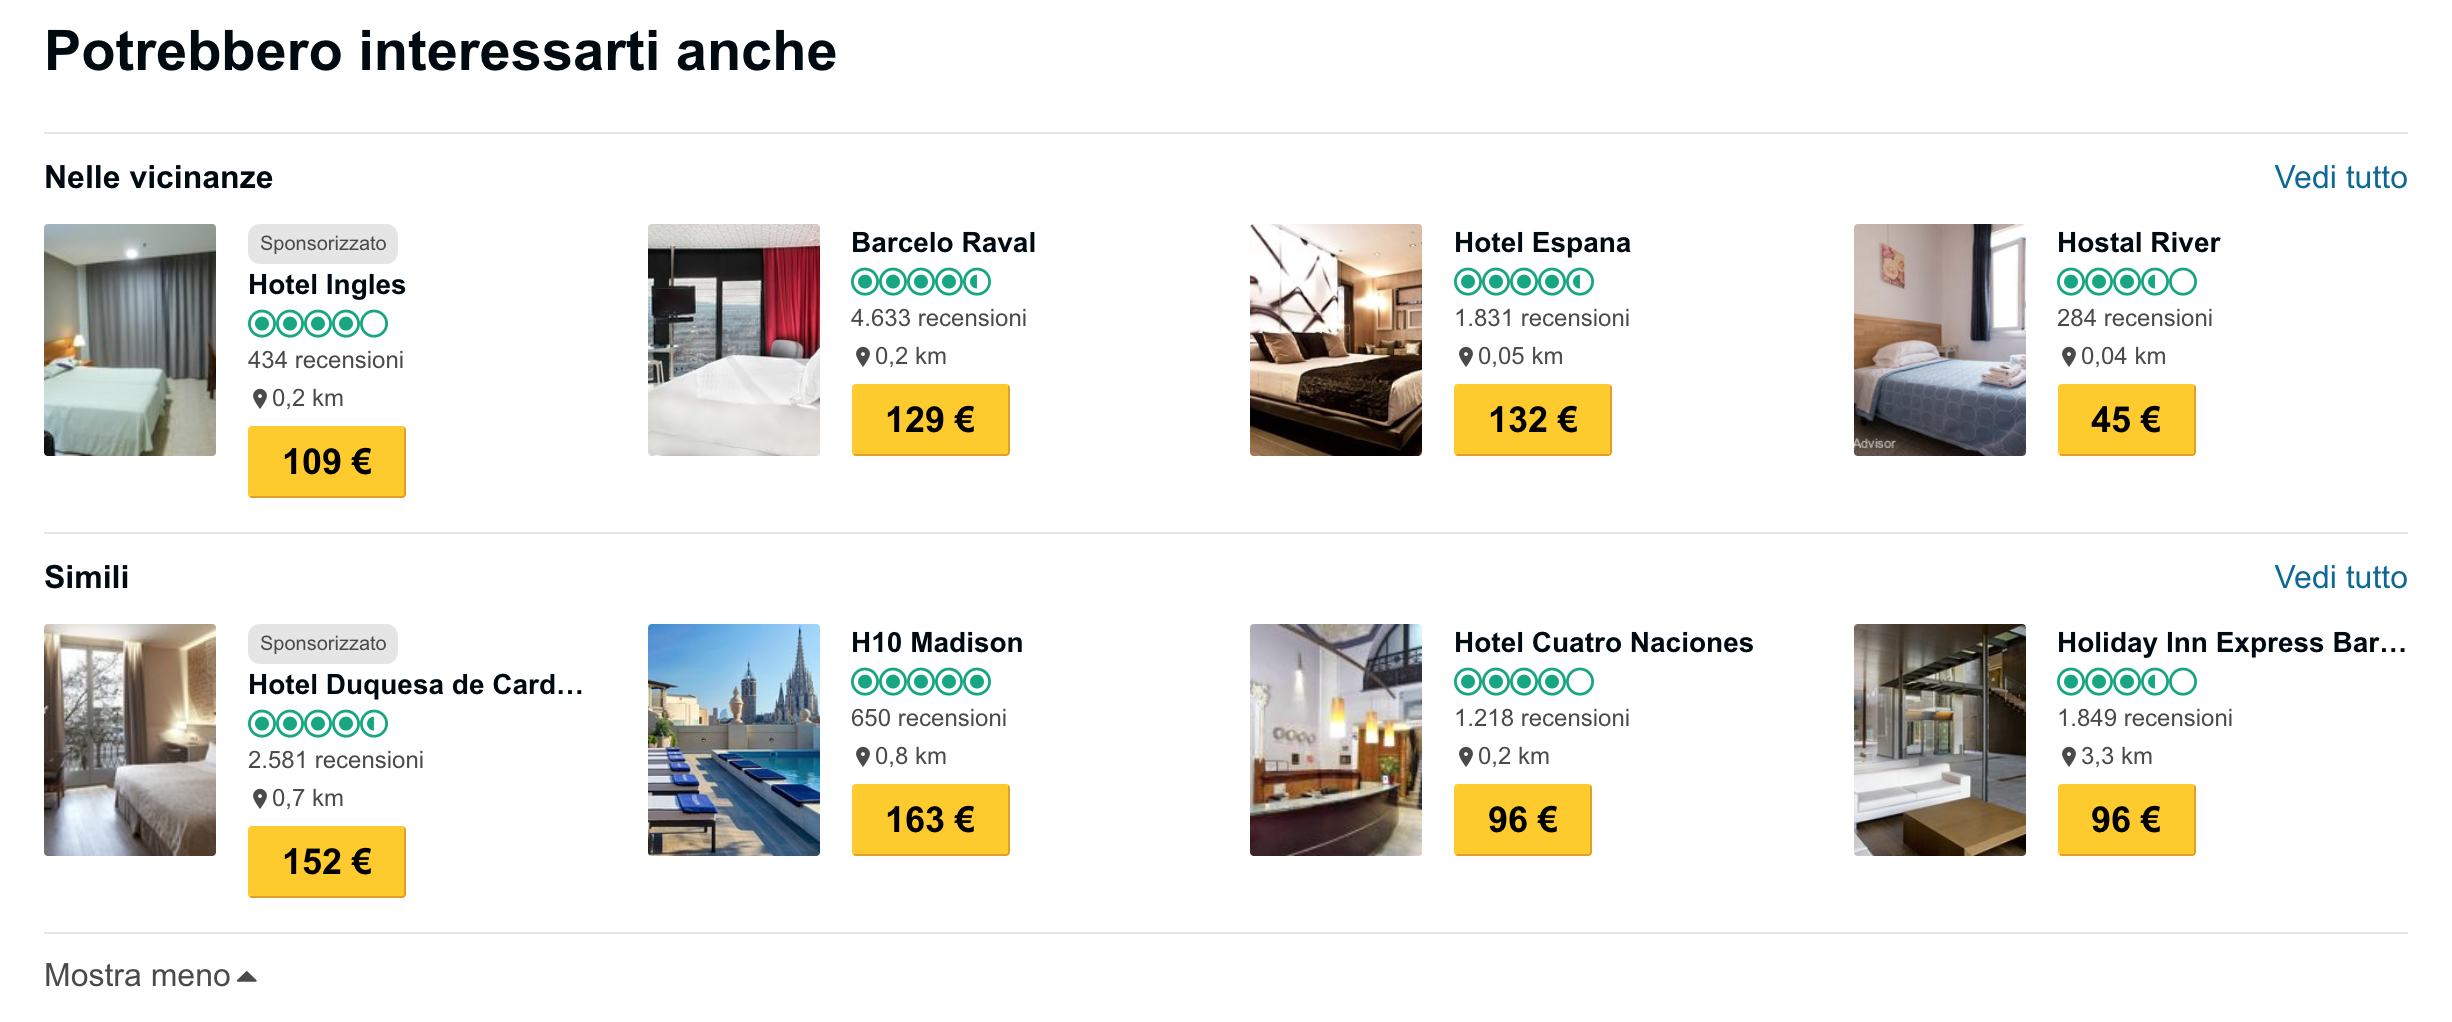 Potrebbero interessarti anche
Nelle vicinanze
Vedi tutto
Sponsorizzato
Hotel Ingles
434 recensioni
0,2 km
109 €
Barcelo Raval
4.633 recensioni
0,2 km
129 €
Hotel Espana
1.831 recensioni
0,05 km
132 €
Advisor
Hostal River
284 recensioni
0,04 km
45 €
Simili
Vedi tutto
Sponsorizzato
Hotel Duquesa de Card...
2.581 recensioni
0,7 km
152 €
H10 Madison
650 recensioni
0,8 km
163 €
Hotel Cuatro Naciones
1.218 recensioni
0,2 km
96 €
Holiday Inn Express Bar...
1.849 recensioni
3,3 km
96 €
Mostra meno